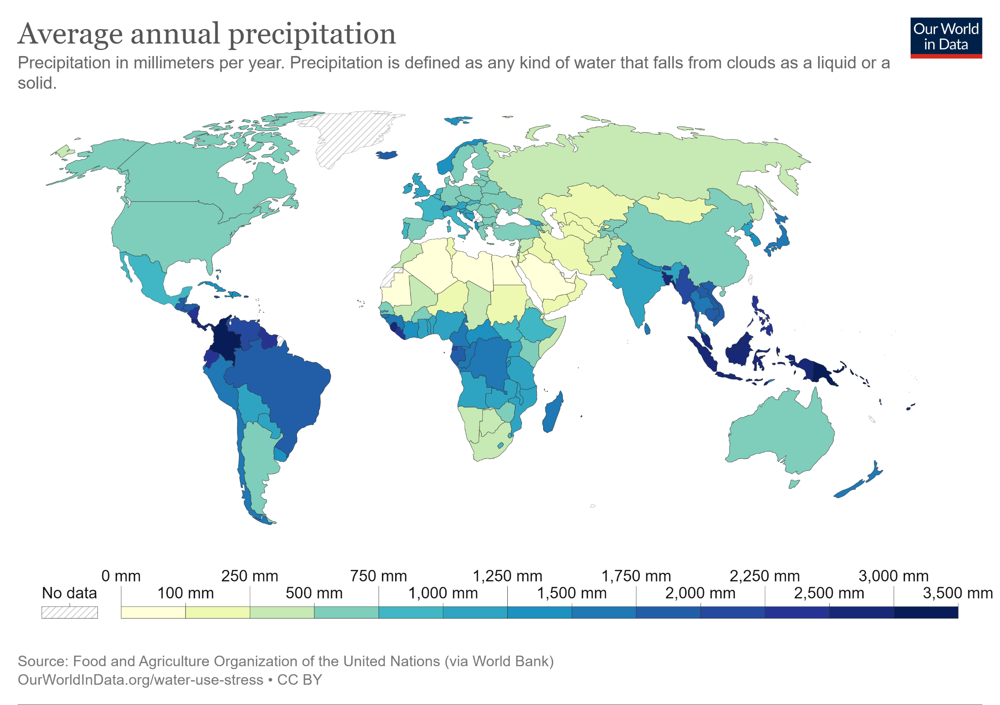 Average annual precipitation
Our World
in Data
Precipitation in millimeters per year. Precipitation is defined as any kind of water that falls from clouds as a liquid or a
solid.
0 mm 250 mm 750 mm 1,250 mm 1,750 mm 2,250 mm 3,000 mm
No data 100 mm 500 mm 1,000 mm 1,500 mm 2,000 mm 2,500 mm 3,500 mm
Source: Food and Agriculture Organization of the United Nations (via World Bank)
OurWorldInData.org/water-use-stress • CC BY